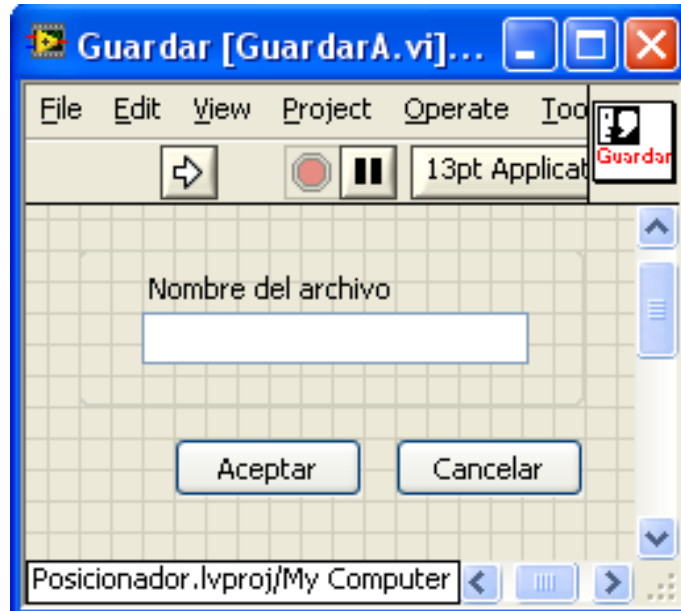 Guardar [GuardarA.vi]...
File Edit View Project Operate Too
Guardar
13pt Applicat
Nombre del archivo
Aceptar Cancelar
Posicionador.lvproj/My Computer